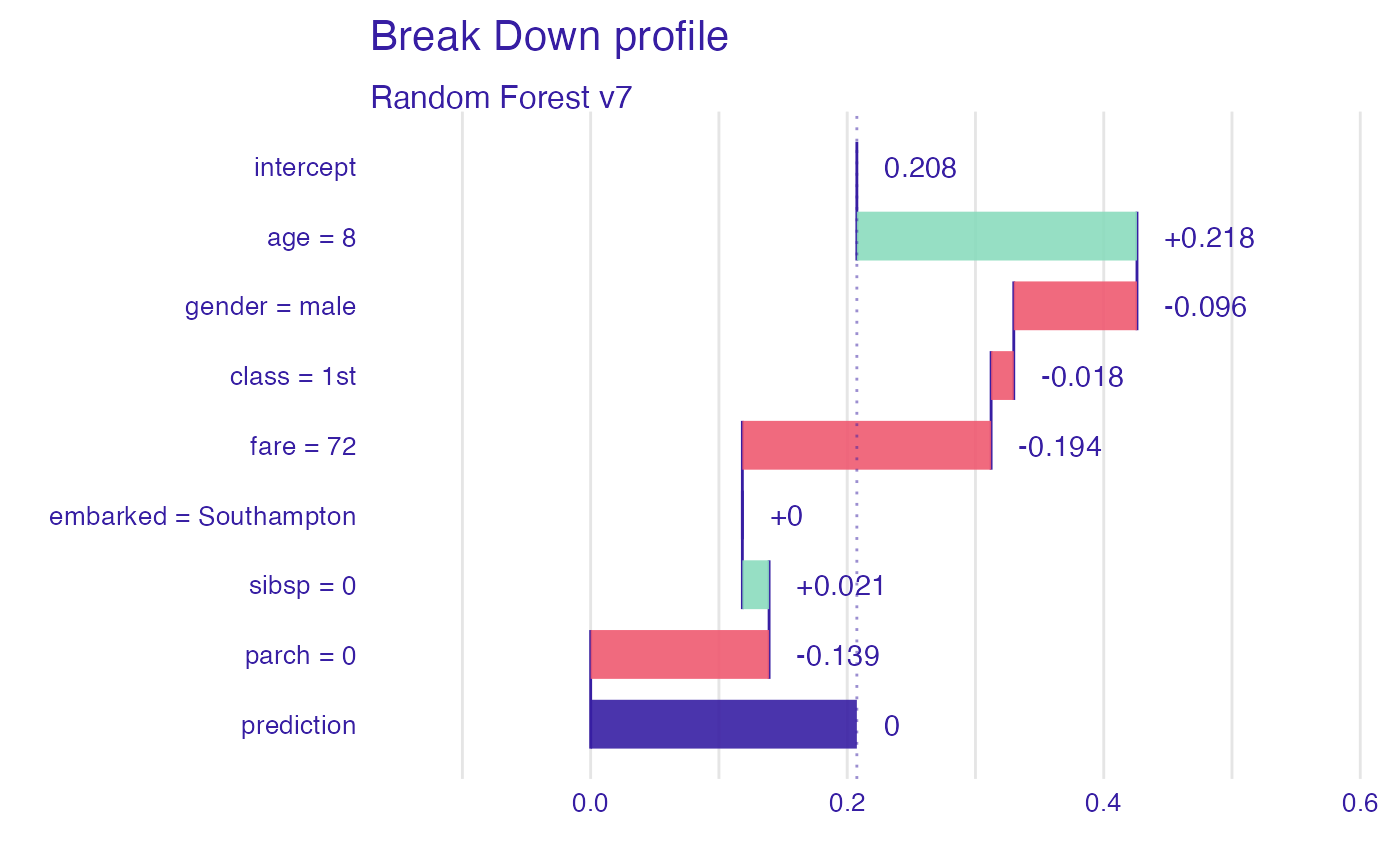 Break Down profile
Random Forest v7
intercept 0.208
age = 8 +0.218
gender = male -0.096
class = 1st -0.018
fare = 72 -0.194
embarked = Southampton +0
sibsp = 0 +0.021
parch = 0 -0.139
prediction 0
0.0 0.2 0.4 0.6